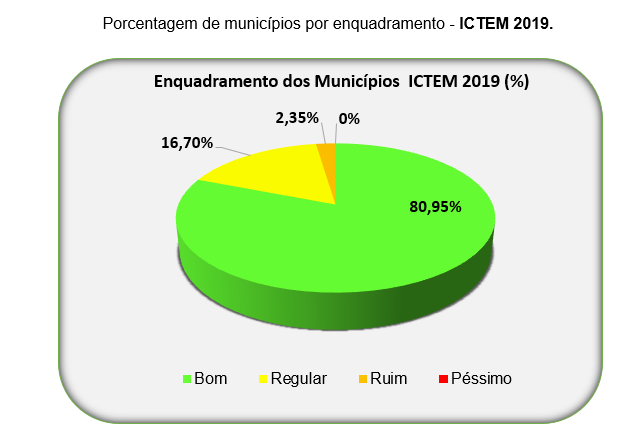 Porcentagem de municípios por enquadramento - ICTEM 2019.
Enquadramento dos Municípios ICTEM 2019 (%)
2,35% 0%
16,70%
80,95%
Bom Regular Ruim Péssimo